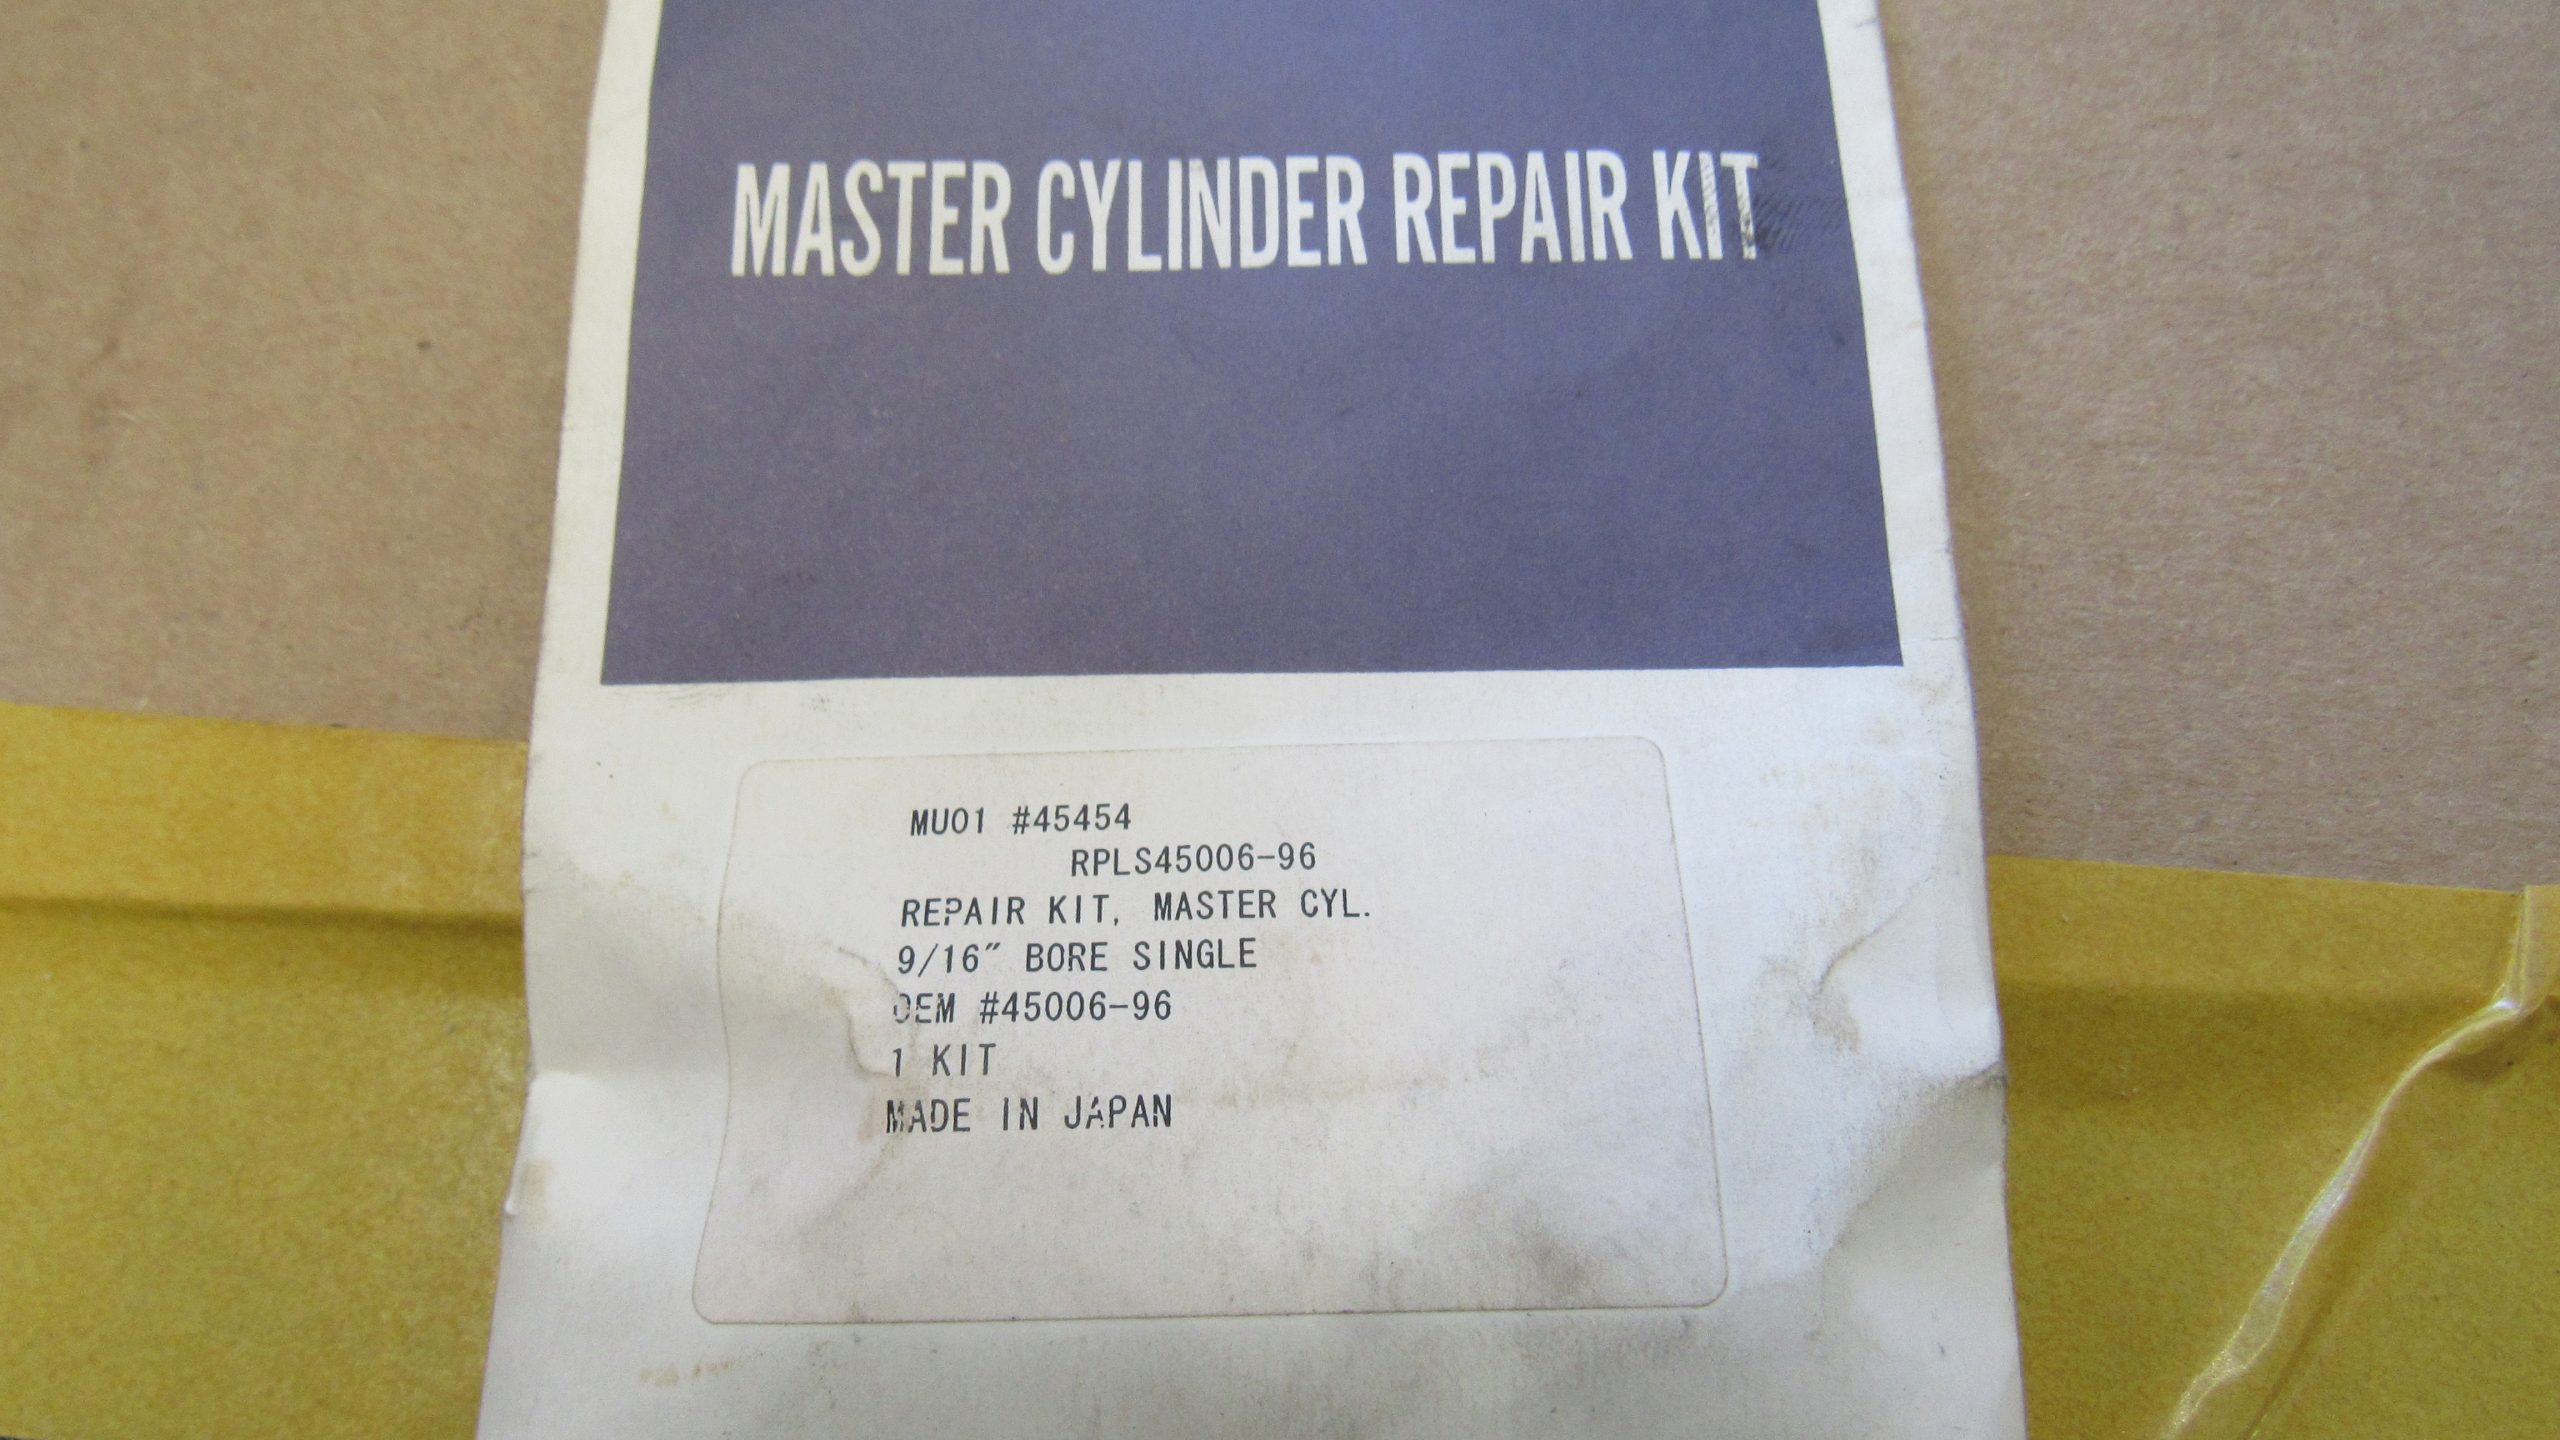 MASTER CYLINDER REPAIR KIT
MU01 #45454
RPLS45006-96
REPAIR KIT, MASTER CYL.
9/16" BORE SINGLE
OEM #45006-96
1 KIT
MADE IN JAPAN